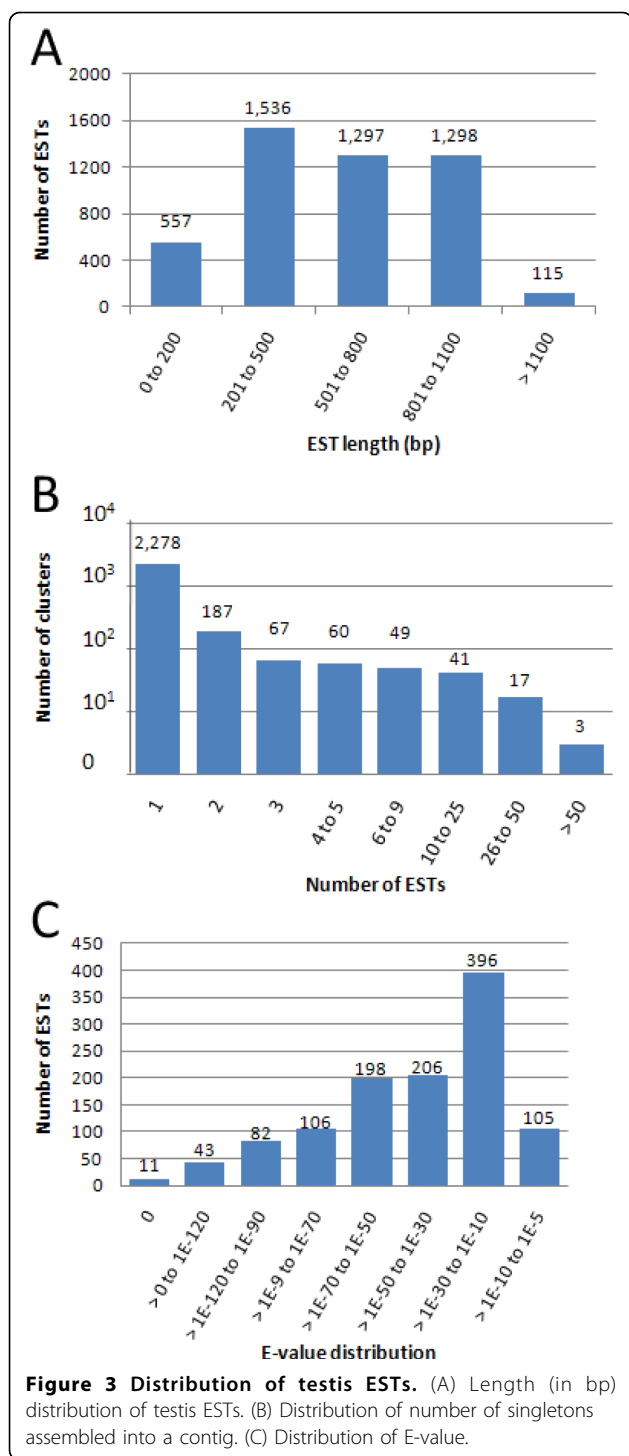 A
Number of ESTs
2000
1600
1200
800
400
0
557
1,536
1,297
1,298
115
0 to 200
201 to 500
501 to 800
801 to 1100
> 1100
EST length (bp)
B
Number of clusters
10^4
10^3
10^2
10^1
0
2,278
187
67
60
49
41
17
3
1
2
3
4 to 5
6 to 9
10 to 25
26 to 50
>50
Number of ESTs
C
Number of ESTs
450
400
350
300
250
200
150
100
50
0
11
43
82
106
198
206
396
105
0
>0 to 1E-120
>1E-120 to 1E-90
>1E-9 to 1E-70
>1E-70 to 1E-50
>1E-50 to 1E-30
>1E-30 to 1E-10
>1E-10 to 1E-5
E-value distribution
Figure 3 Distribution of testis ESTs. (A) Length (in bp)
distribution of testis ESTs. (B) Distribution of number of singletons
assembled into a contig. (C) Distribution of E-value.